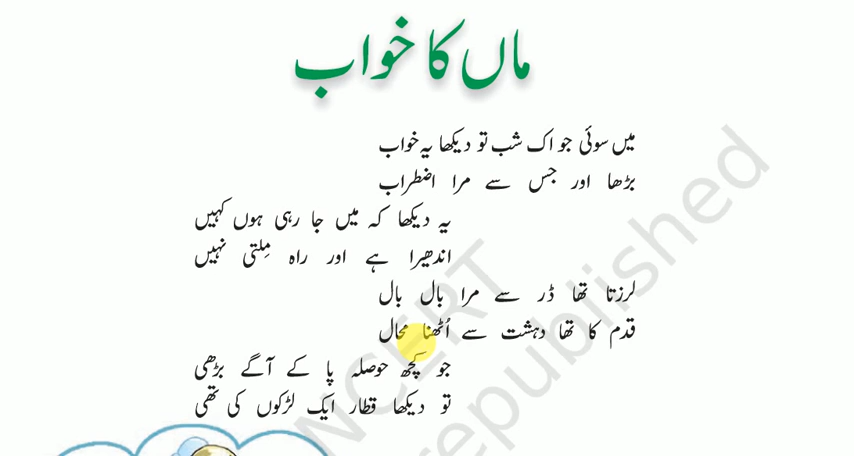 ماں کا خواب
میں سوئی جو اک شب تو دیکھا یہ خواب
بڑھا اور جس سے مرا اضطراب
یہ دیکھا کہ میں جا رہی ہوں کہیں
اندھیرا ہے اور راہ مِلتی نہیں
لرزتا تھا ڈر سے مرا بال بال
قدم کا تھا دہشت سے اُٹھنا محال
جو کچھ حوصلہ پا کے آگے بڑھی
تو دیکھا قطار ایک لڑکوں کی تھی
NCERT
republished